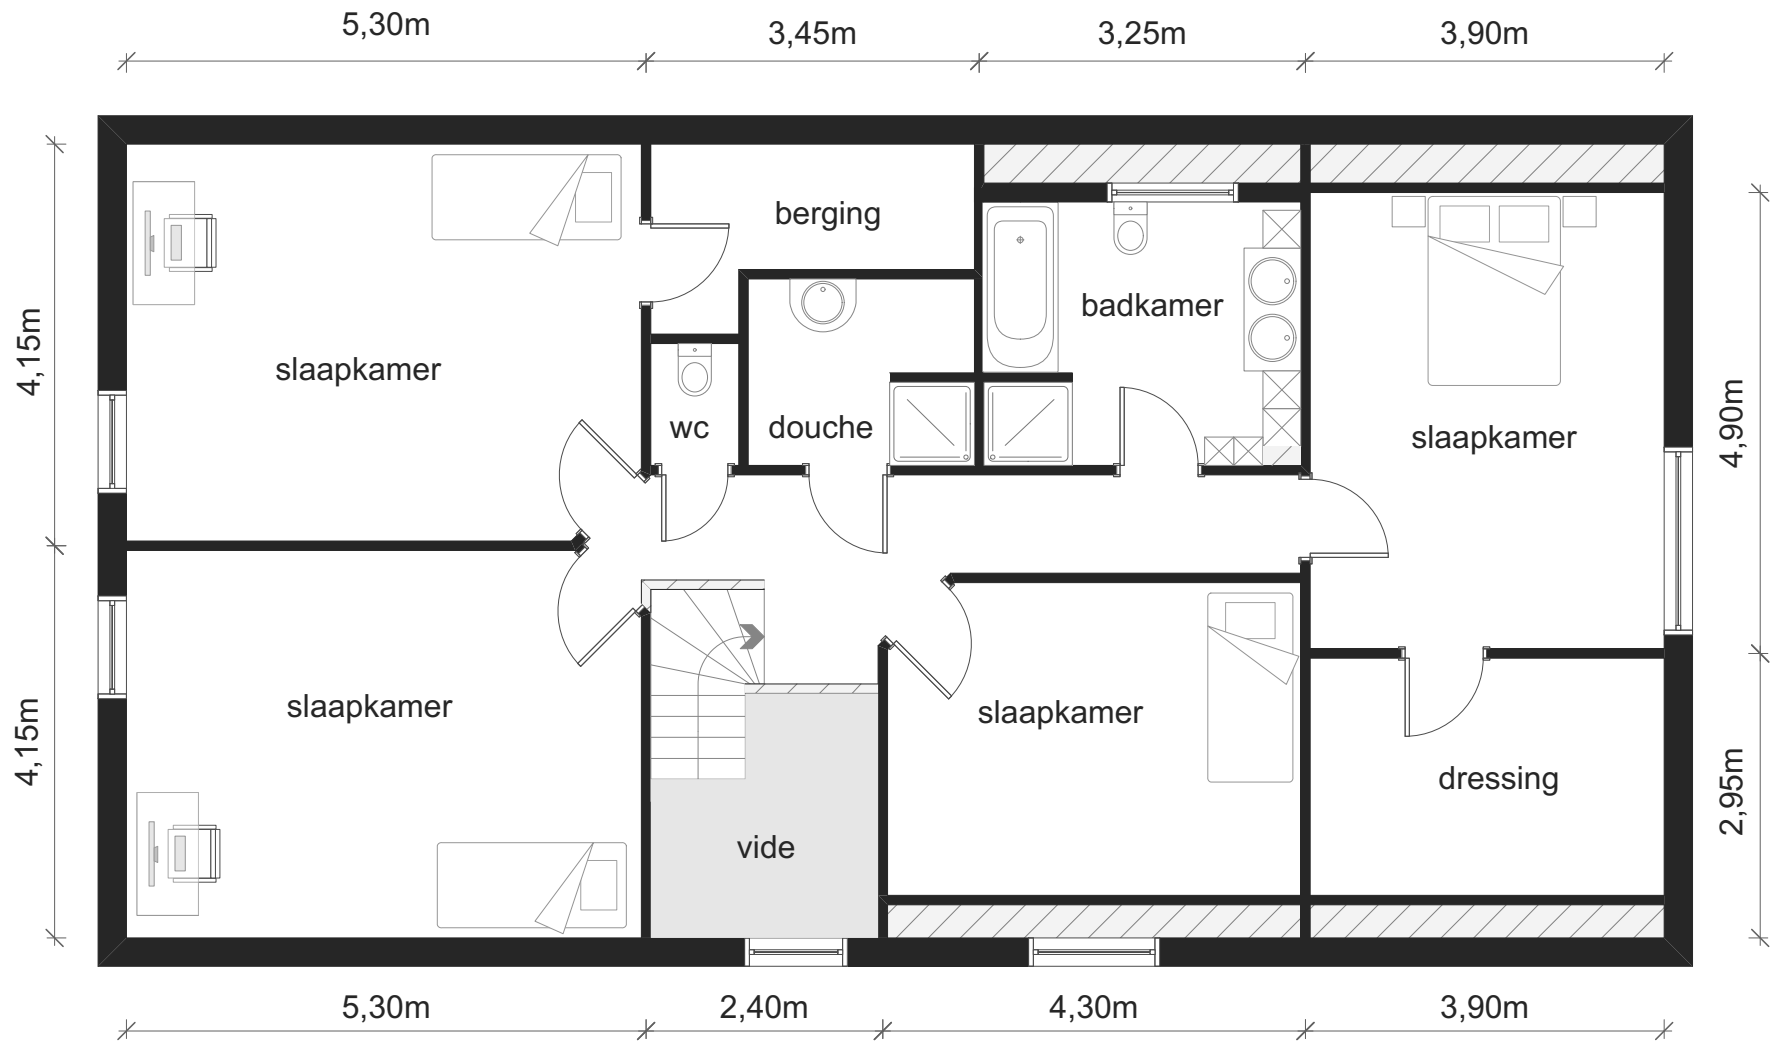 5,30m
3,45m
3,25m
3,90m
berging
badkamer
4,15m
slaapkamer
wc
douche
slaapkamer
4,90m
slaapkamer
slaapkamer
4,15m
dressing
2,95m
vide
5,30m
2,40m
4,30m
3,90m